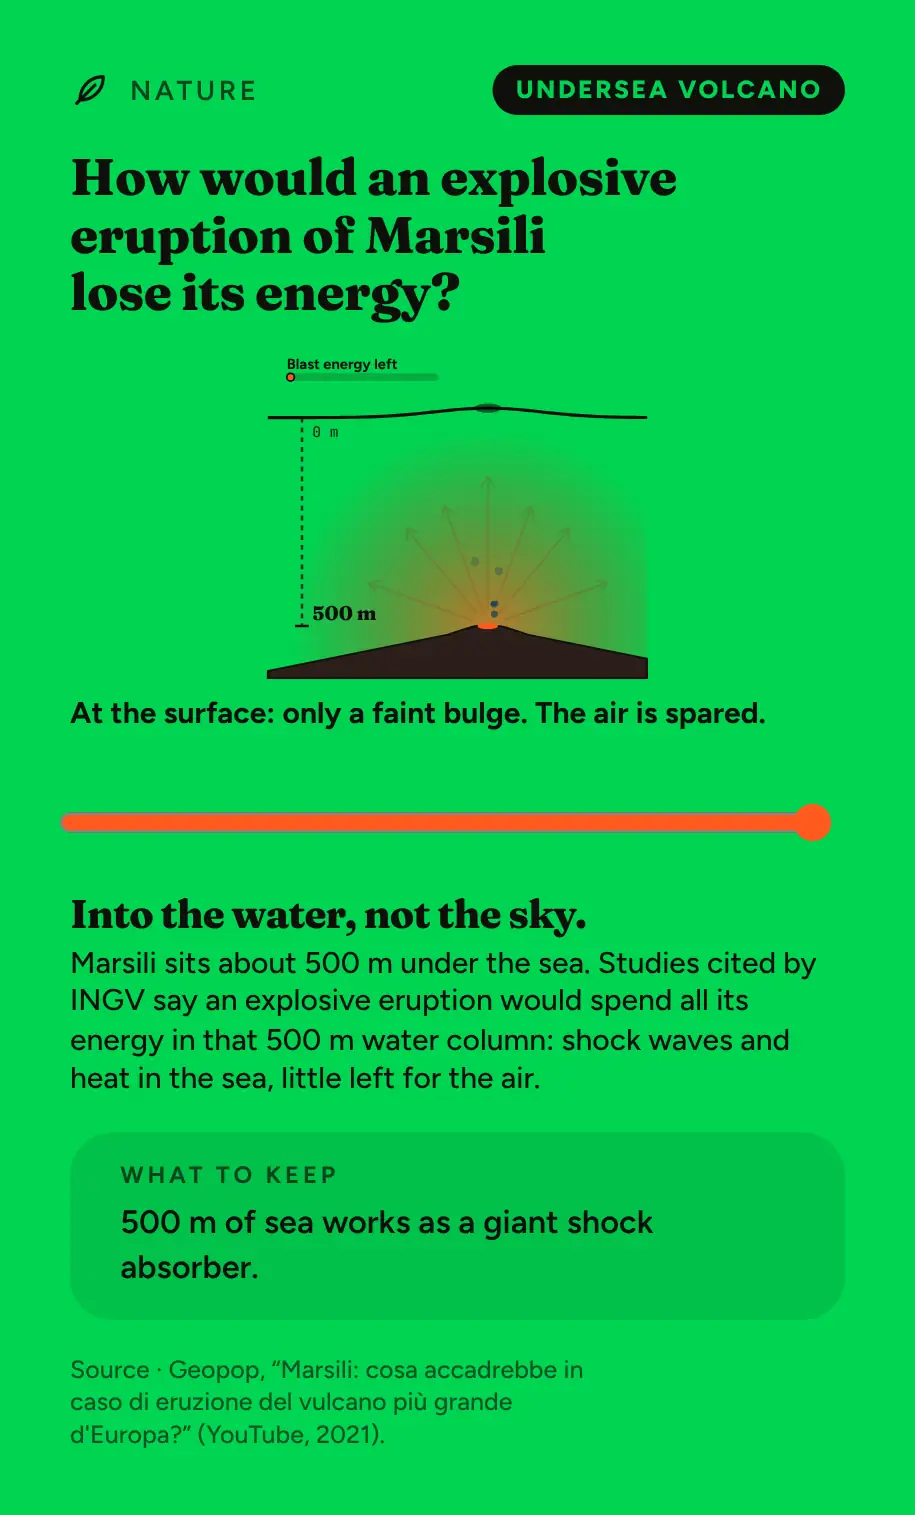 NATURE
UNDERSEA VOLCANO
How would an explosive
eruption of Marsili
lose its energy?
Blast energy left
0 m
500 m
At the surface: only a faint bulge. The air is spared.
Into the water, not the sky.
Marsili sits about 500 m under the sea. Studies cited by
INGV say an explosive eruption would spend all its
energy in that 500 m water column: shock waves and
heat in the sea, little left for the air.
WHAT TO KEEP
500 m of sea works as a giant shock
absorber.
Source · Geopop, “Marsili: cosa accadrebbe in
caso di eruzione del vulcano più grande
d'Europa?” (YouTube, 2021).